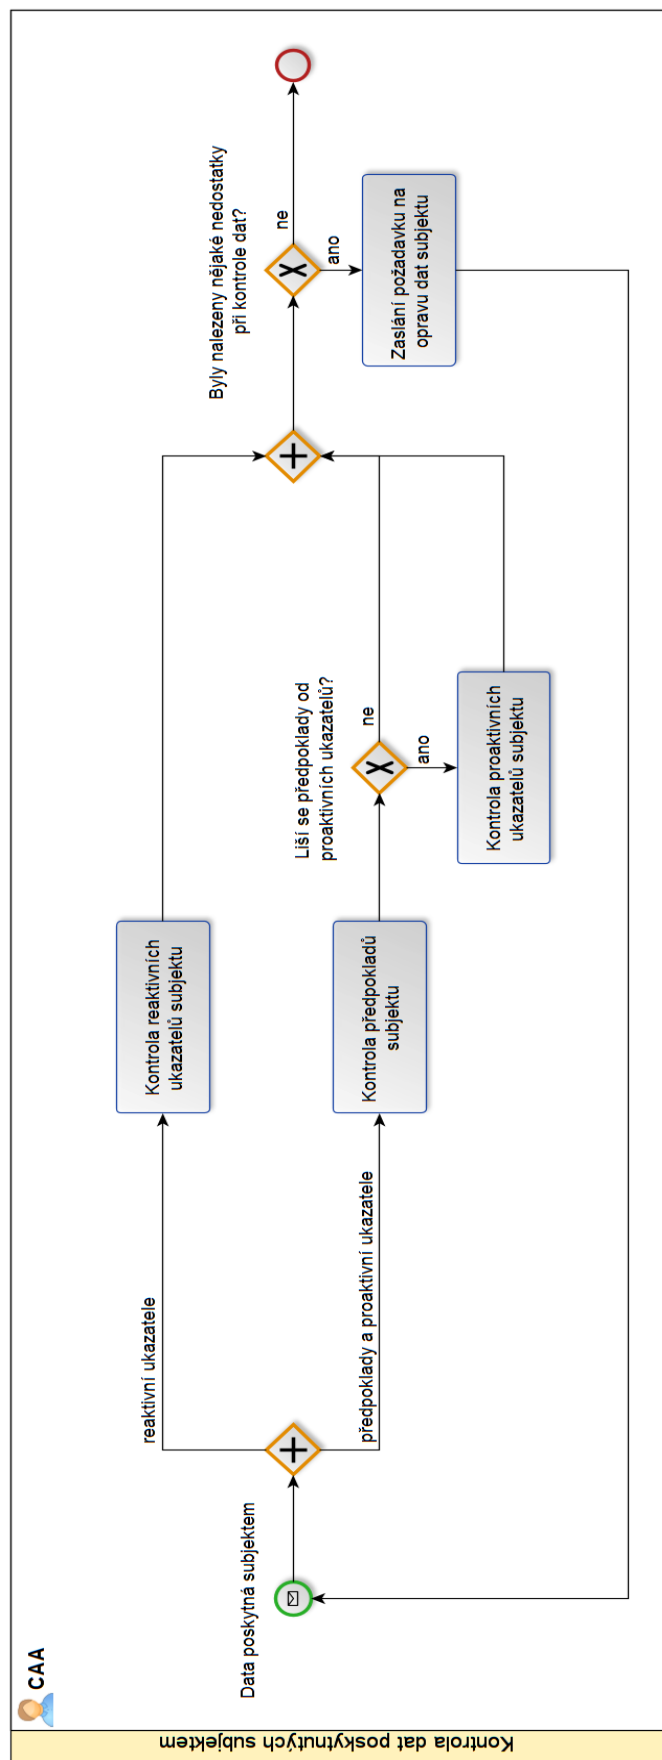 Kontrola dat poskytnutých subjektem
CAA
Data poskytná subjektem
reaktivní ukazatele
předpoklady a proaktivní ukazatele
Kontrola reaktivních
ukazatelů subjektu
Kontrola předpokladů
subjektu
Liší se předpoklady od
proaktivních ukazatelů?
ne
ano
Kontrola proaktivních
ukazatelů subjektu
Byly nalezeny nějaké nedostatky
při kontrole dat?
ne
ano
Zaslání požadavku na
opravu dat subjektu